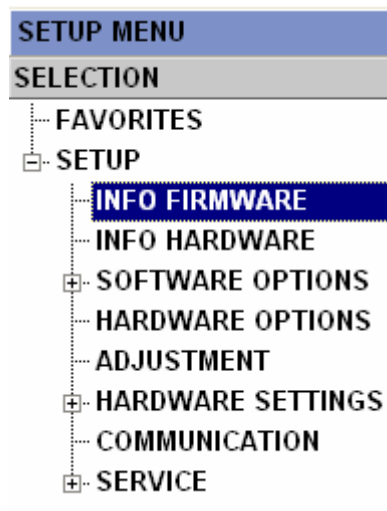 SETUP MENU
SELECTION
FAVORITES
SETUP
INFO FIRMWARE
INFO HARDWARE
SOFTWARE OPTIONS
HARDWARE OPTIONS
ADJUSTMENT
HARDWARE SETTINGS
COMMUNICATION
SERVICE